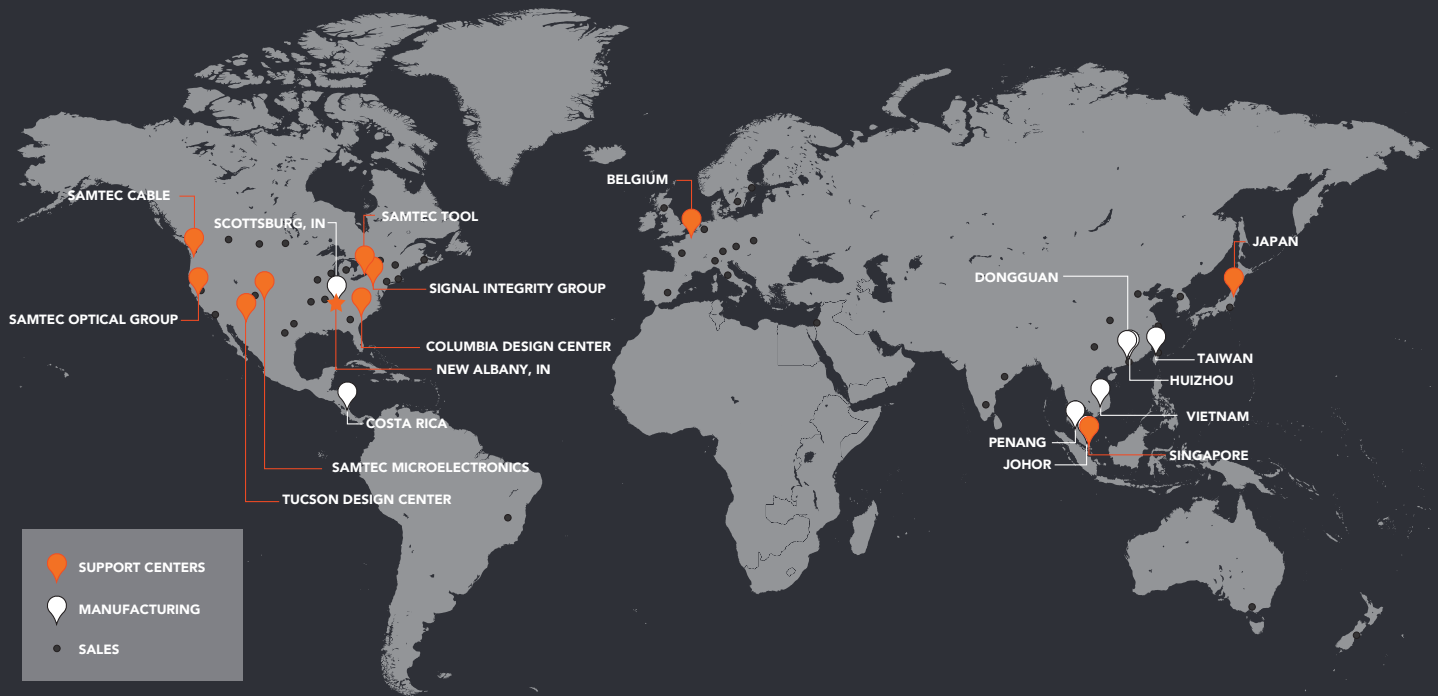 BELGIUM
SAMTEC CABLE
SCOTTSBURG, IN
SAMTEC TOOL
JAPAN
DONGGUAN
SIGNAL INTEGRITY GROUP
SAMTEC OPTICAL GROUP
COLUMBIA DESIGN CENTER
TAIWAN
NEW ALBANY, IN
HUIZHOU
VIETNAM
COSTA RICA
PENANG
SINGAPORE
JOHOR
SAMTEC MICROELECTRONICS
TUCSON DESIGN CENTER
SUPPORT CENTERS
MANUFACTURING
SALES